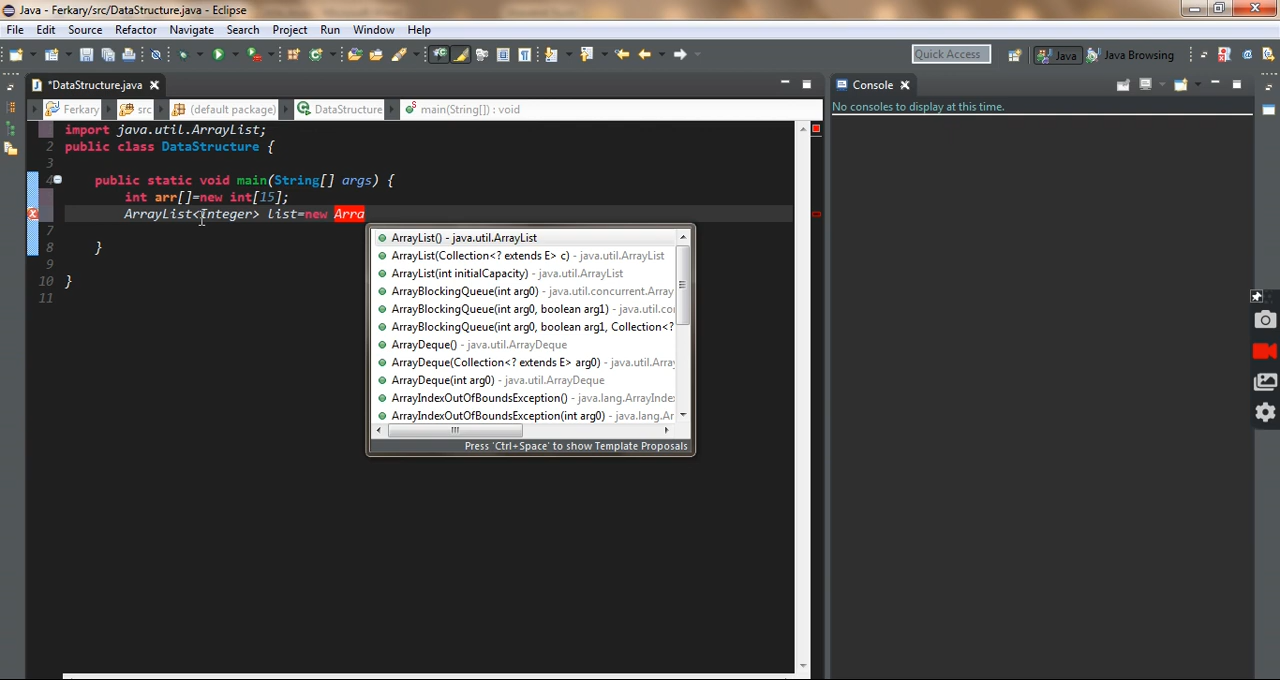 Java - Ferkary/src/DataStructure.java - Eclipse
File Edit Source Refactor Navigate Search Project Run Window Help
Quick Access Java Java Browsing
*DataStructure.java Console
Ferkary src (default package) DataStructure main(String[]) : void No consoles to display at this time.
import java.util.ArrayList;
2 public class DataStructure {
3
4 public static void main(String[] args) {
int arr[]=new int[15];
ArrayList<Integer> list=new Arra
7
8 }
9
10 }
11
ArrayList() - java.util.ArrayList
ArrayList(Collection<? extends E> c) - java.util.ArrayList
ArrayList(int initialCapacity) - java.util.ArrayList
ArrayBlockingQueue(int arg0) - java.util.concurrent.Array
ArrayBlockingQueue(int arg0, boolean arg1) - java.util.co
ArrayBlockingQueue(int arg0, boolean arg1, Collection<?
ArrayDeque() - java.util.ArrayDeque
ArrayDeque(Collection<? extends E> arg0) - java.util.Arra
ArrayDeque(int arg0) - java.util.ArrayDeque
ArrayIndexOutOfBoundsException() - java.lang.ArrayInde
ArrayIndexOutOfBoundsException(int arg0) - java.lang.Ar
Press 'Ctrl+Space' to show Template Proposals